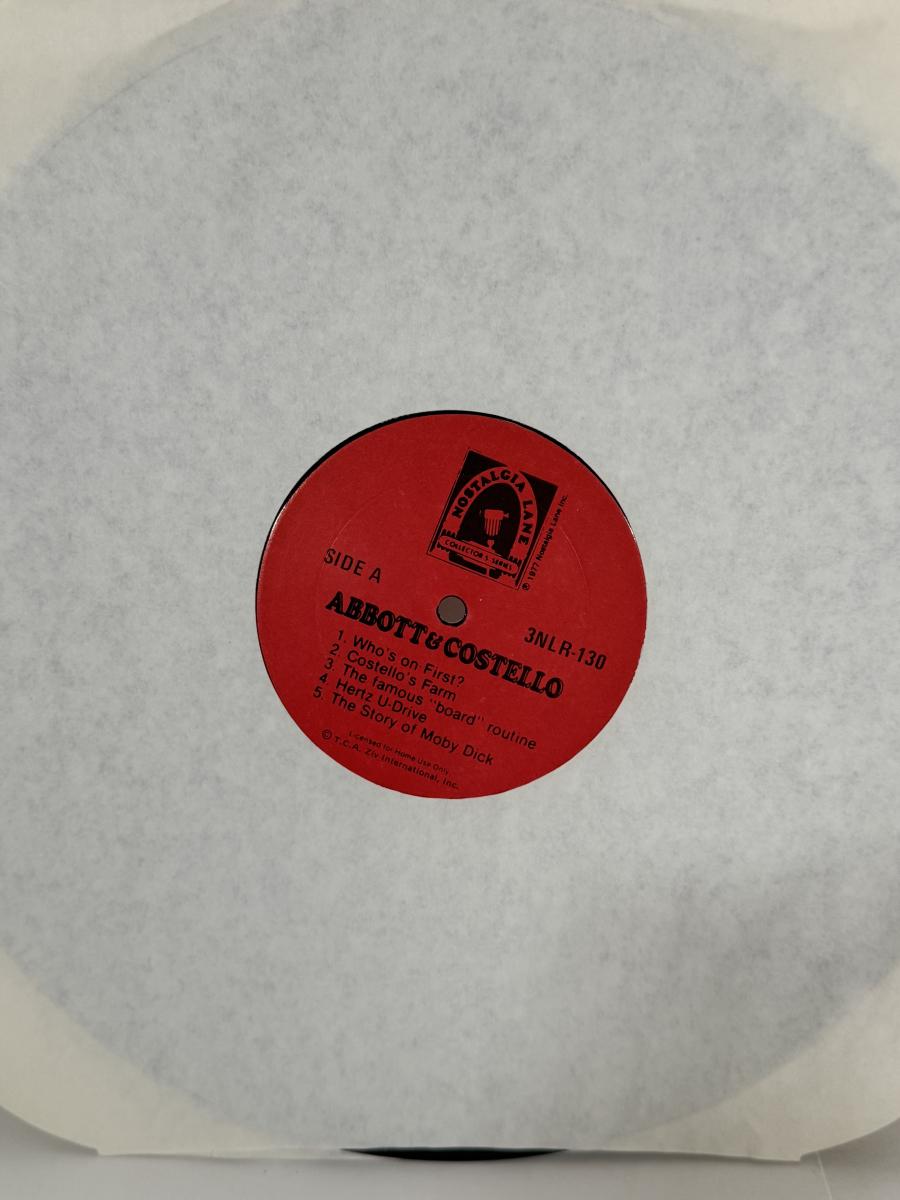 NOSTALGIA LANE
COLLECTOR'S SERIES
℗ 1977 Nostalgia Lane Inc.
SIDE A
3NLR-130
ABBOTT & COSTELLO
1. Who's on First?
2. Costello's Farm
3. The famous "board" routine
4. Hertz U-Drive
5. The Story of Moby Dick
Licensed for Home Use Only
© T.C.A. Ziv International, Inc.